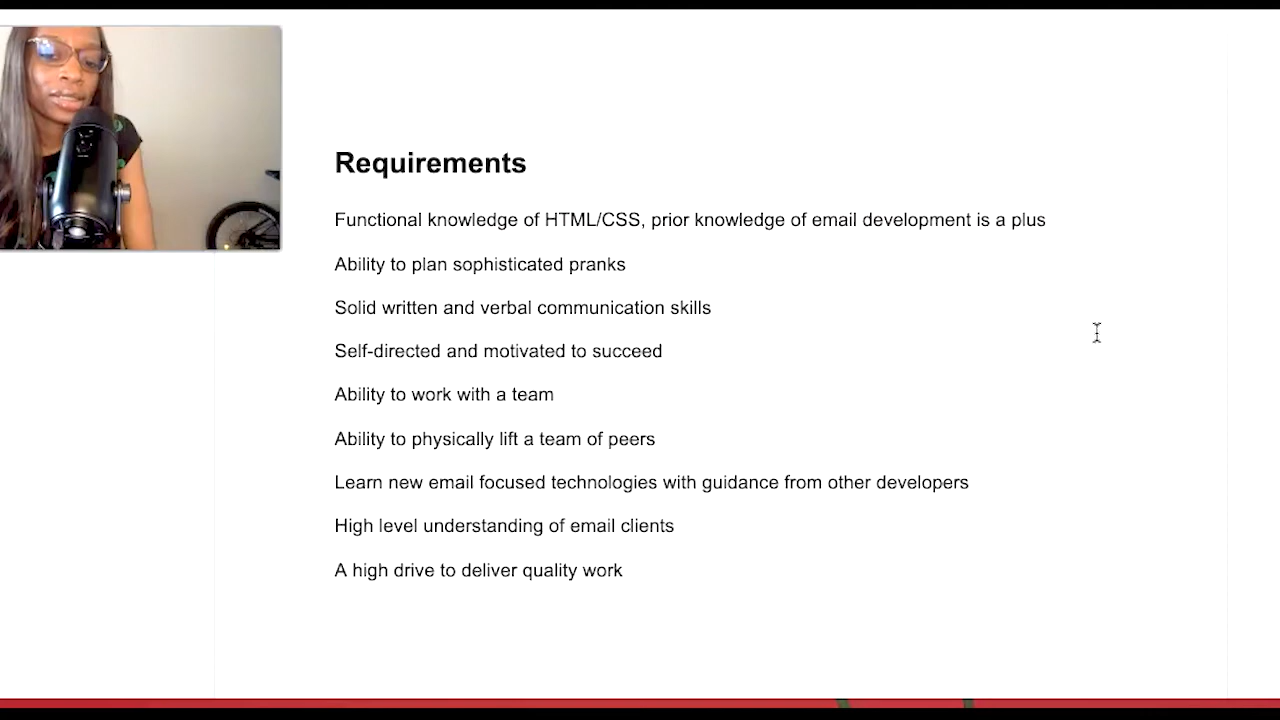 Requirements
Functional knowledge of HTML/CSS, prior knowledge of email development is a plus
Ability to plan sophisticated pranks
Solid written and verbal communication skills
Self-directed and motivated to succeed
Ability to work with a team
Ability to physically lift a team of peers
Learn new email focused technologies with guidance from other developers
High level understanding of email clients
A high drive to deliver quality work